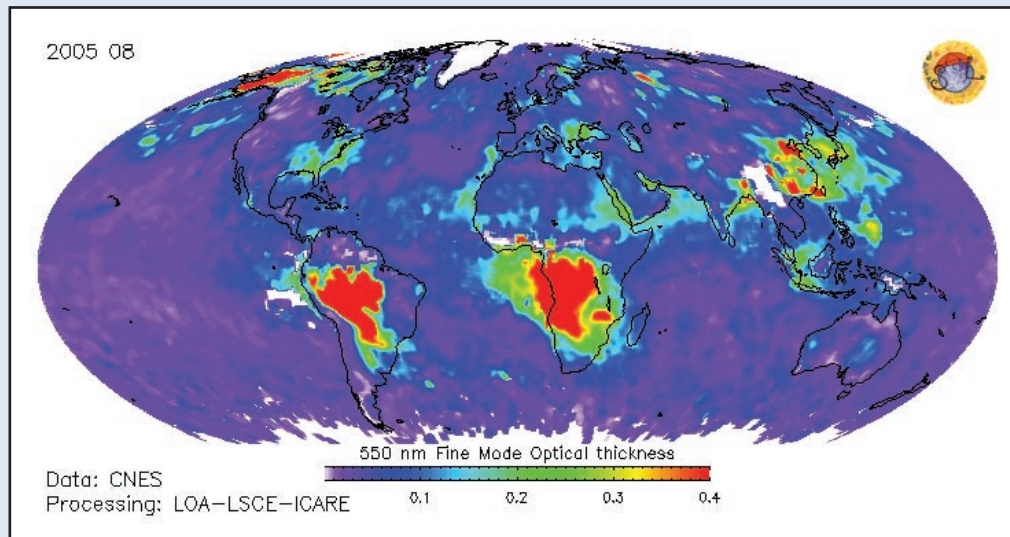 2005 08
550 nm Fine Mode Optical thickness
0.1 0.2 0.3 0.4
Data: CNES
Processing: LOA-LSCE-ICARE